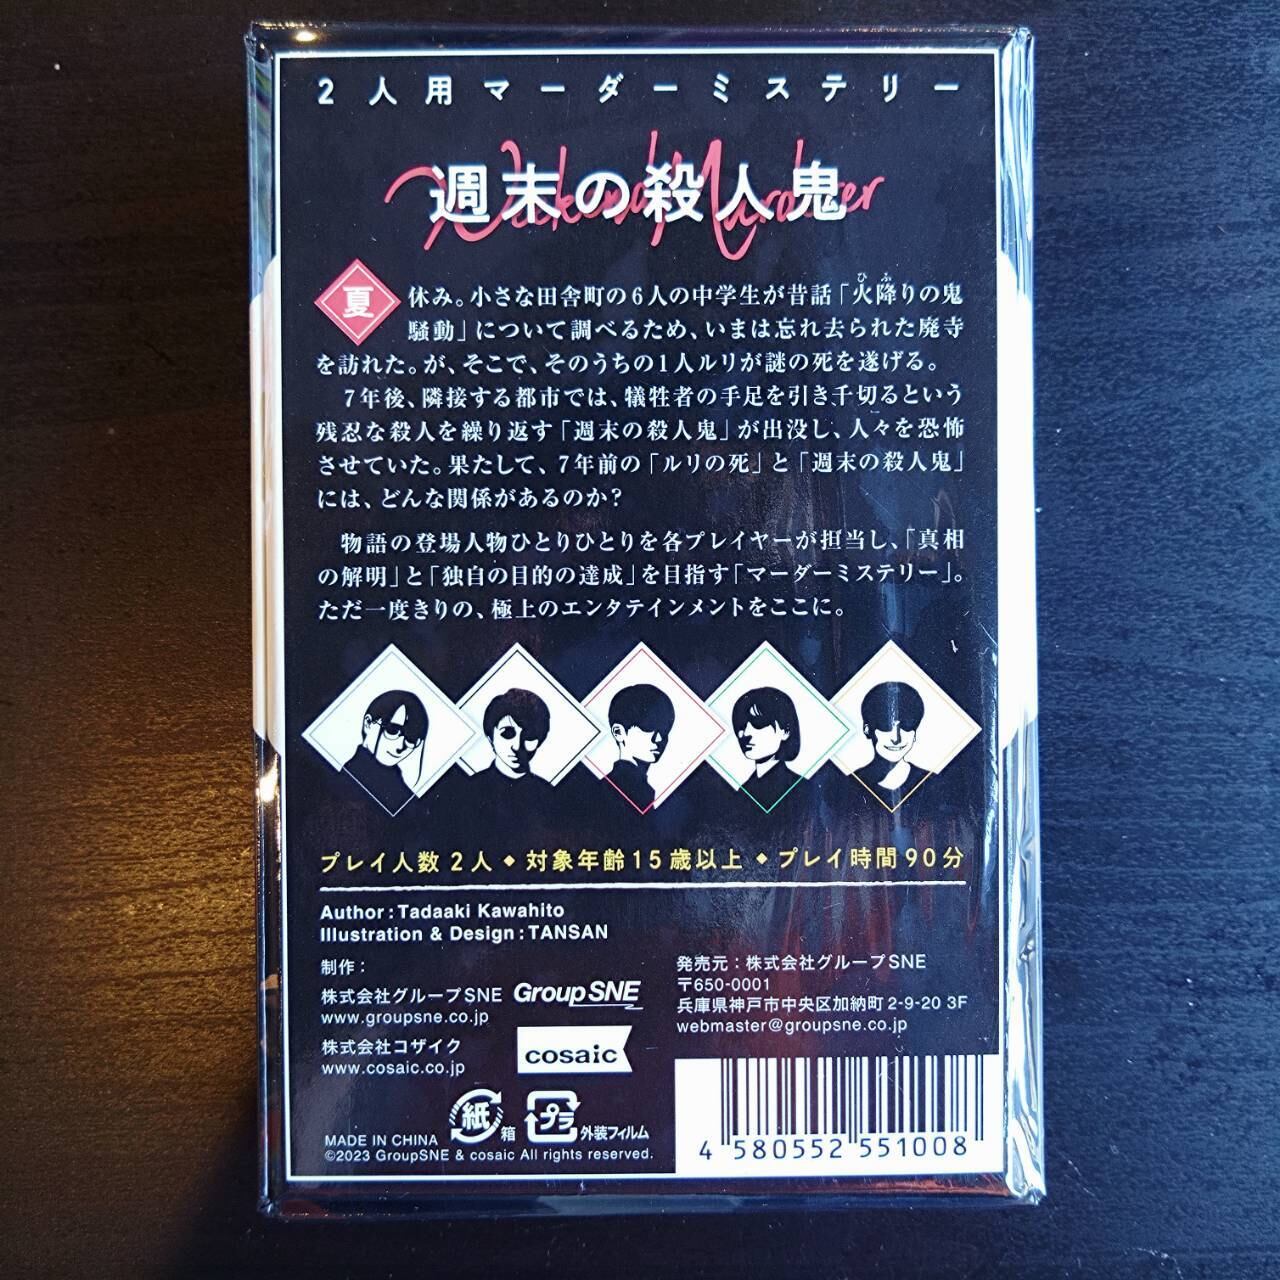 2人用マーダーミステリー
Weekend Murderer
週末の殺人鬼
夏休み。小さな田舎町の6人の中学生が昔話「火降りの鬼
ひふ
騒動」について調べるため、いまは忘れ去られた廃寺
を訪れた。が、そこで、そのうちの1人ルリが謎の死を遂げる。
7年後、隣接する都市では、犠牲者の手足を引き千切るという
残忍な殺人を繰り返す「週末の殺人鬼」が出没し、人々を恐怖
させていた。果たして、7年前の「ルリの死」と「週末の殺人鬼」
には、どんな関係があるのか?
物語の登場人物ひとりひとりを各プレイヤーが担当し、「真相
の解明」と「独自の目的の達成」を目指す「マーダーミステリー」。
ただ一度きりの、極上のエンタテインメントをここに。
プレイ人数2人◆対象年齢15歳以上◆プレイ時間90分
Author:Tadaaki Kawahito
Illustration & Design:TANSAN
制作:
株式会社グループSNE GroupSNE
www.groupsne.co.jp
株式会社コザイク cosaic
www.cosaic.co.jp
発売元:株式会社グループSNE
〒650-0001
兵庫県神戸市中央区加納町2-9-20 3F
webmaster@groupsne.co.jp
紙 箱 プラ 外装フィルム
MADE IN CHINA
©2023 GroupSNE & cosaic All rights reserved.
4 580552 551008